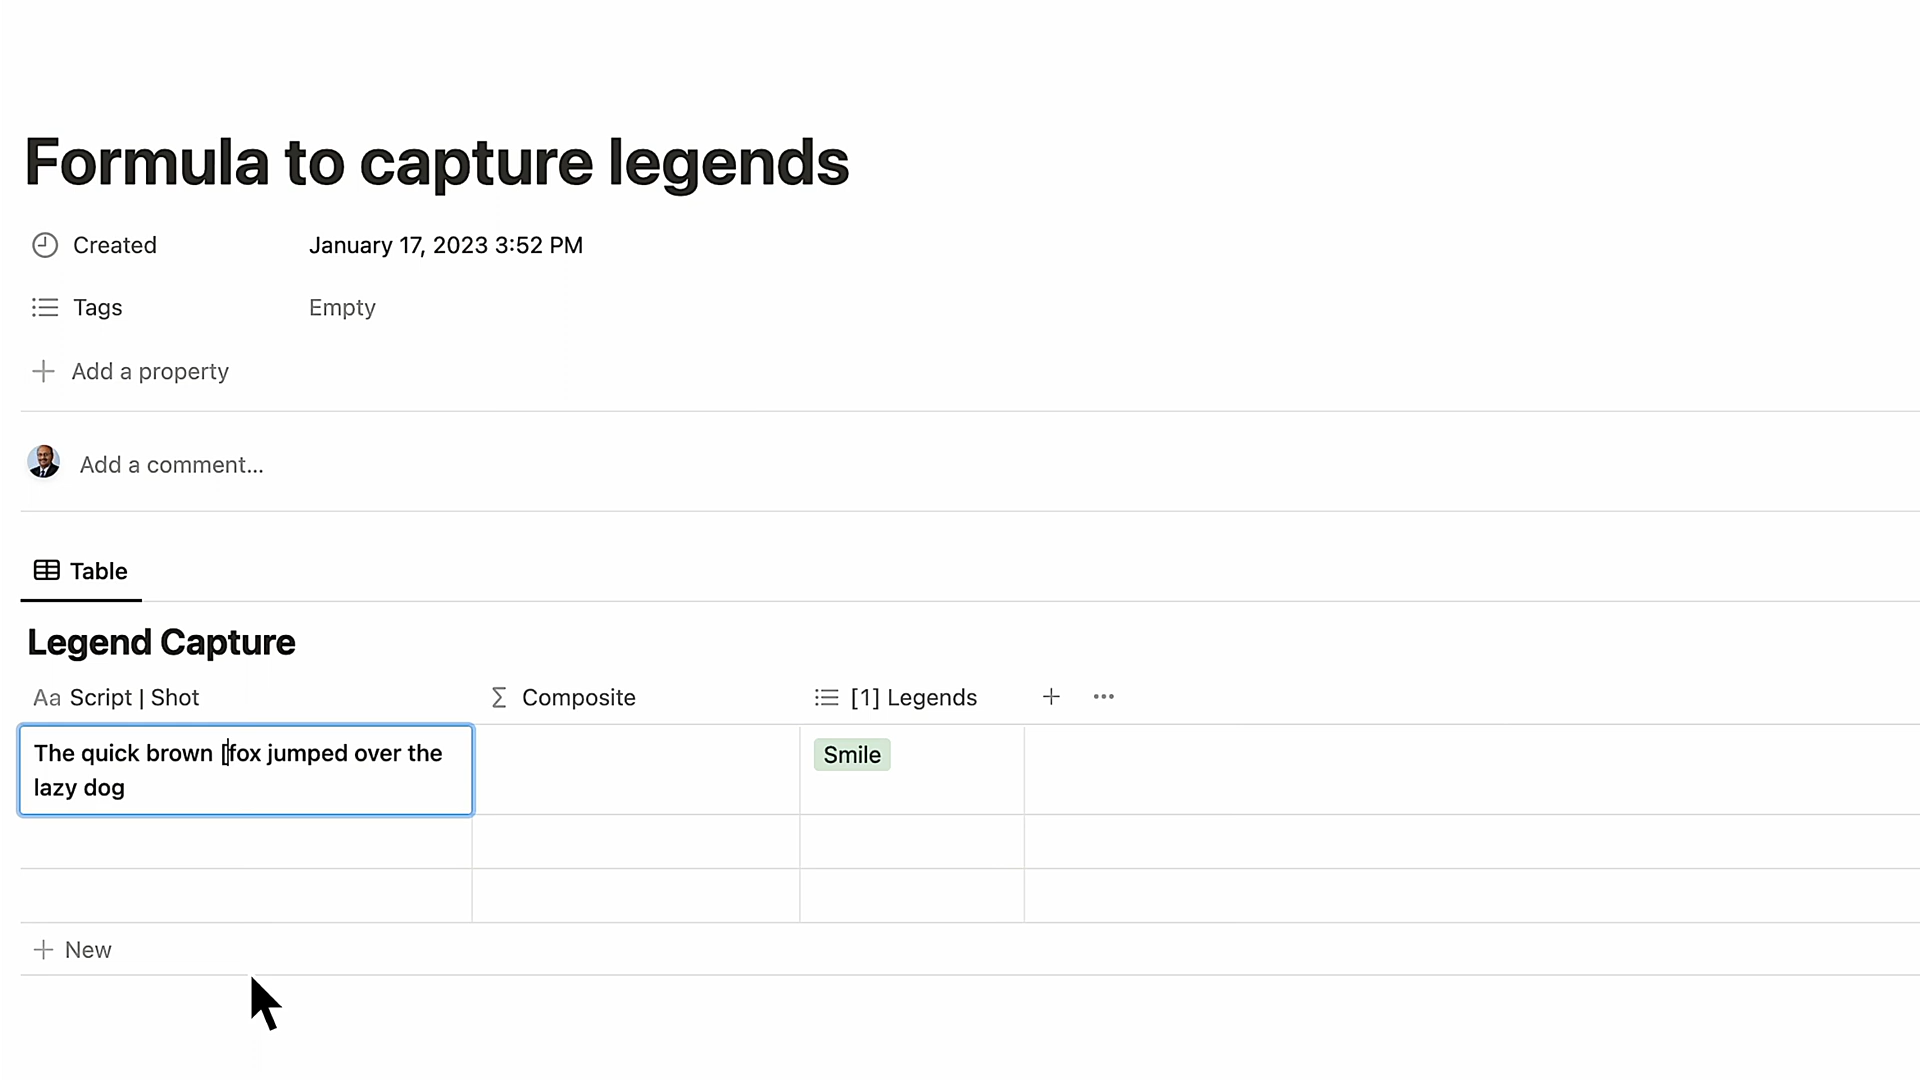 Formula to capture legends
Created January 17, 2023 3:52 PM
Tags Empty
Add a property
Add a comment...
Table
Legend Capture
Aa Script | Shot Σ Composite [1] Legends + •••
The quick brown [fox jumped over the Smile
lazy dog
+ New